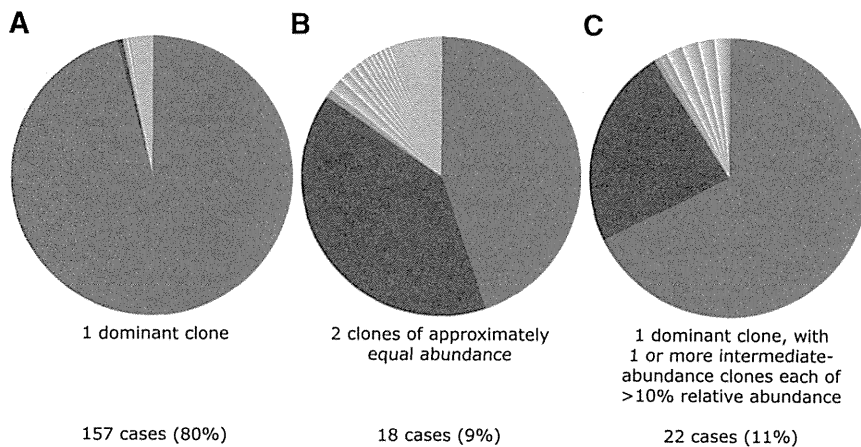 A
B
C
1 dominant clone
2 clones of approximately
equal abundance
1 dominant clone, with
1 or more intermediate-
abundance clones each of
>10% relative abundance
157 cases (80%)
18 cases (9%)
22 cases (11%)